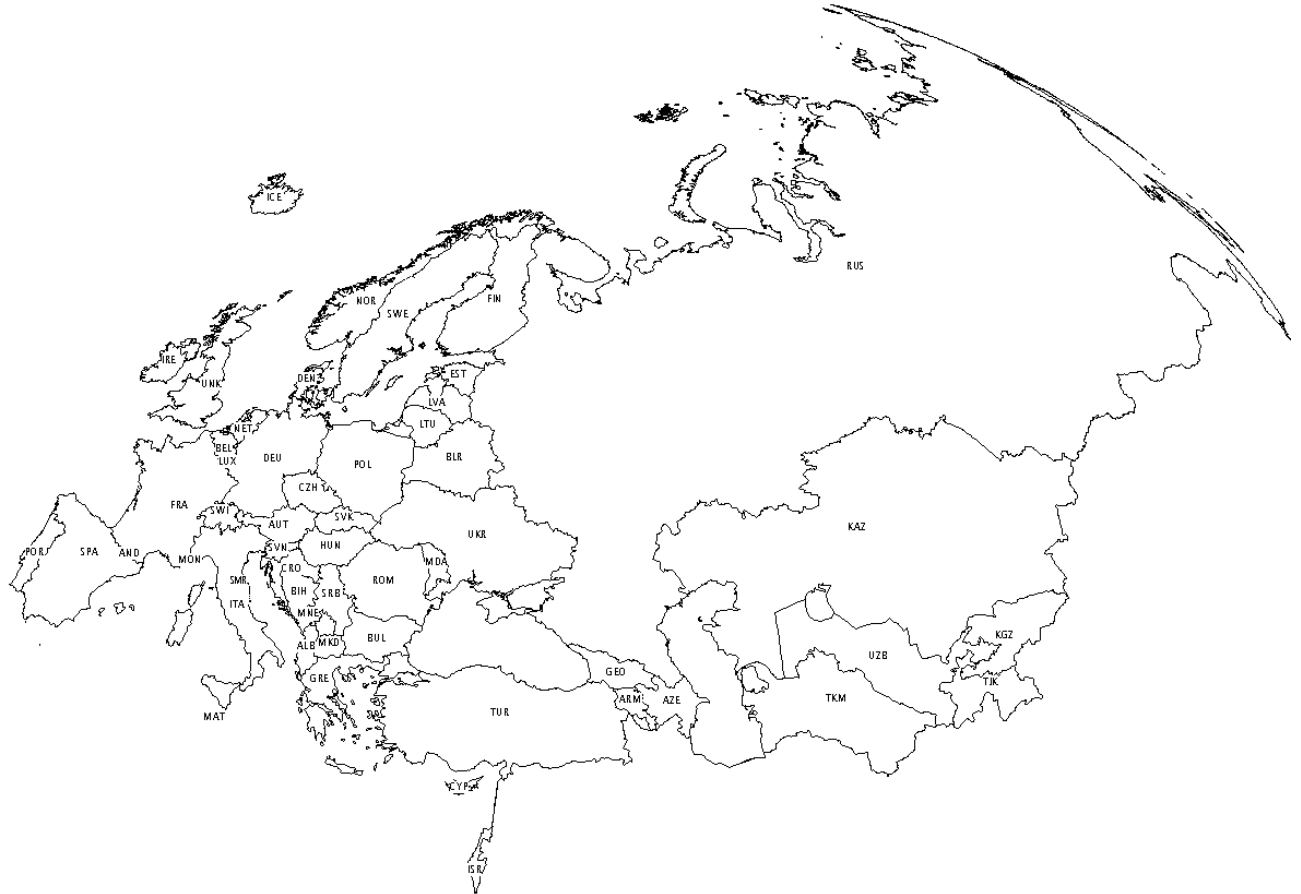 ICE
RUS
NOR
FIN
SWE
IRE
EST
DEN
UNK
LVA
LTU
NET
BEL
LUX
DEU
POL
BLR
CZH
FRA
SWI
SVK
AUT
KAZ
UKR
SVN
HUN
POR
SPA
AND
MON
MDA
CRO
SMR
ROM
BIH
SRB
ITA
MNE
KGZ
BUL
ALB
MKD
UZB
GEO
GRE
TJK
ARM
AZE
TKM
MAT
TUR
CYP
ISR